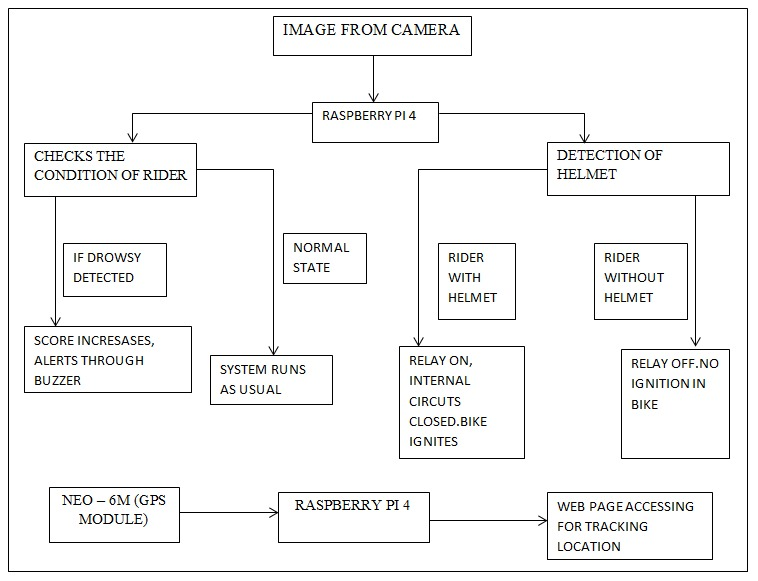 IMAGE FROM CAMERA
RASPBERRY PI 4
CHECKS THE
CONDITION OF RIDER
DETECTION OF
HELMET
IF DROWSY
DETECTED
NORMAL
STATE
RIDER
WITH
HELMET
RIDER
WITHOUT
HELMET
SCORE INCRESASES,
ALERTS THROUGH
BUZZER
SYSTEM RUNS
AS USUAL
RELAY ON,
INTERNAL
CIRCUTS
CLOSED.BIKE
IGNITES
RELAY OFF.NO
IGNITION IN
BIKE
NEO – 6M (GPS
MODULE)
RASPBERRY PI 4
WEB PAGE ACCESSING
FOR TRACKING
LOCATION